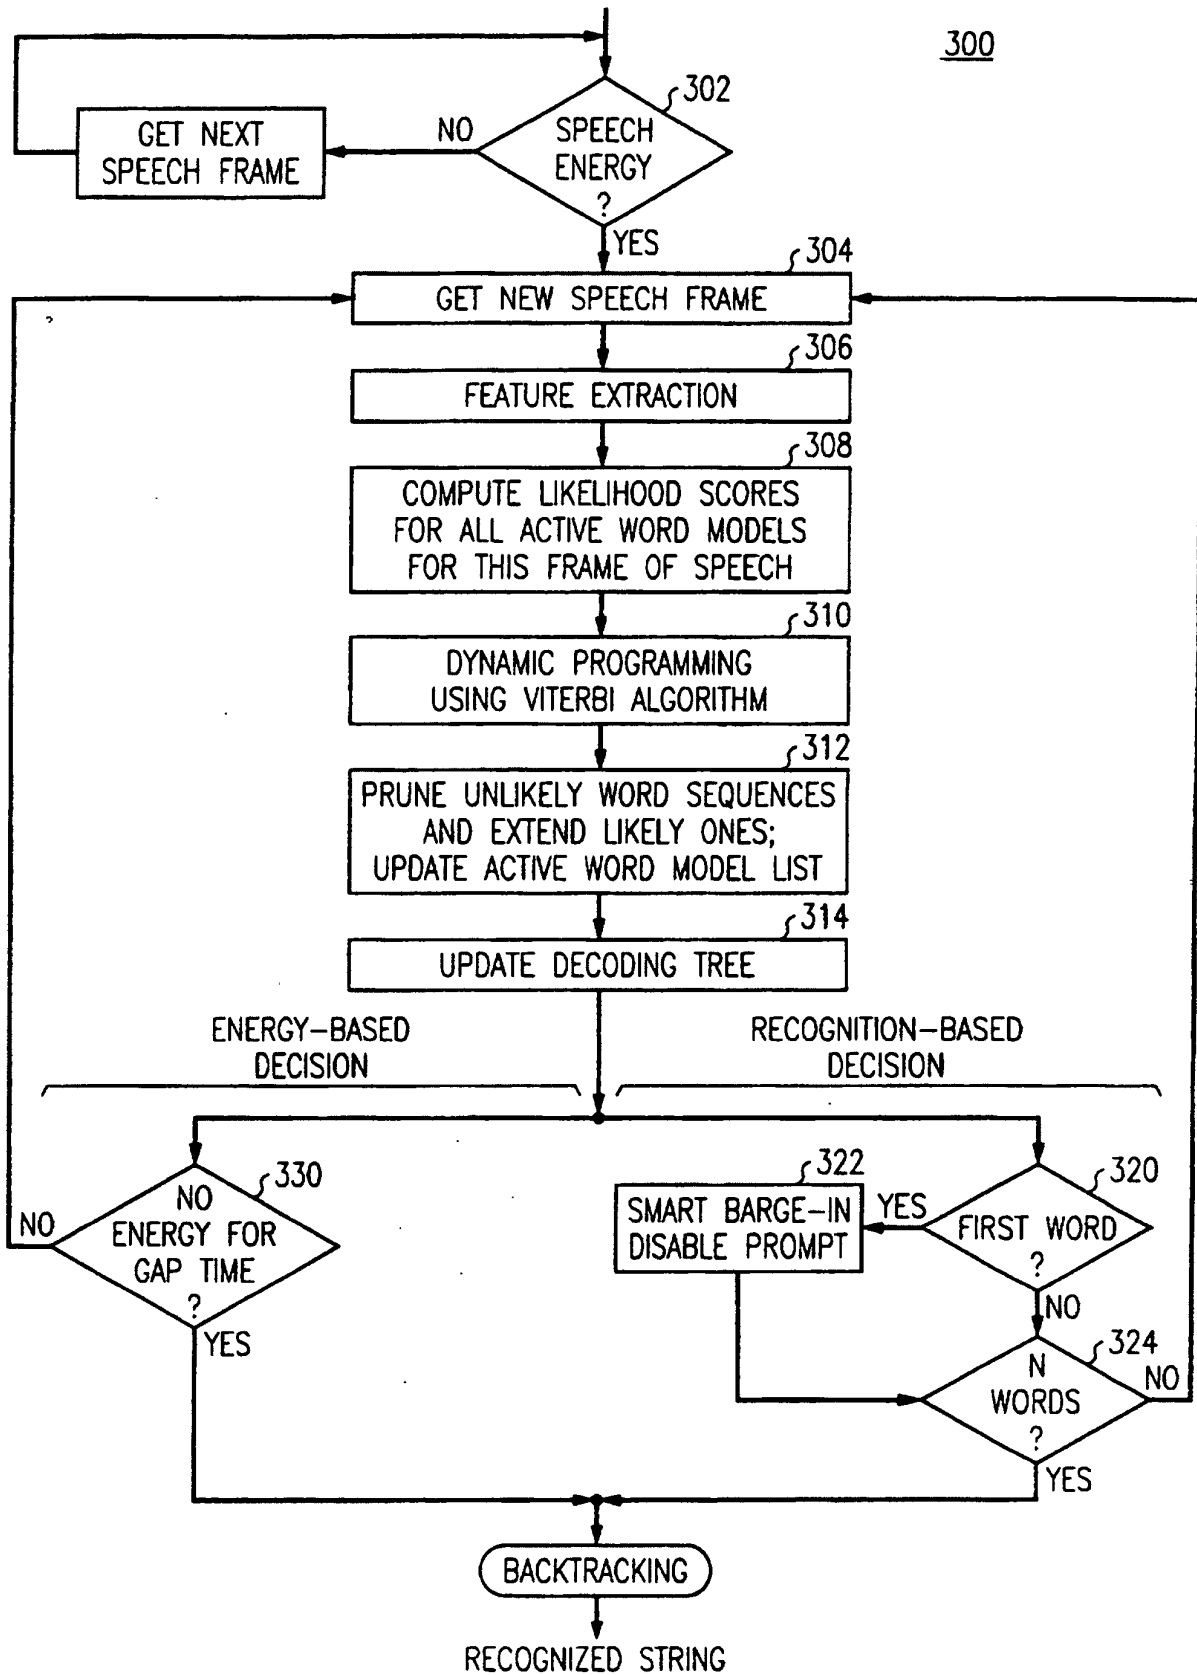 300
302
SPEECH
ENERGY
?
NO
GET NEXT
SPEECH FRAME
YES
304
GET NEW SPEECH FRAME
306
FEATURE EXTRACTION
308
COMPUTE LIKELIHOOD SCORES
FOR ALL ACTIVE WORD MODELS
FOR THIS FRAME OF SPEECH
310
DYNAMIC PROGRAMMING
USING VITERBI ALGORITHM
312
PRUNE UNLIKELY WORD SEQUENCES
AND EXTEND LIKELY ONES;
UPDATE ACTIVE WORD MODEL LIST
314
UPDATE DECODING TREE
ENERGY-BASED
DECISION
RECOGNITION-BASED
DECISION
330
NO
ENERGY FOR
GAP TIME
?
NO
YES
320
FIRST WORD
?
YES
322
SMART BARGE-IN
DISABLE PROMPT
NO
324
N
WORDS
?
NO
YES
BACKTRACKING
RECOGNIZED STRING